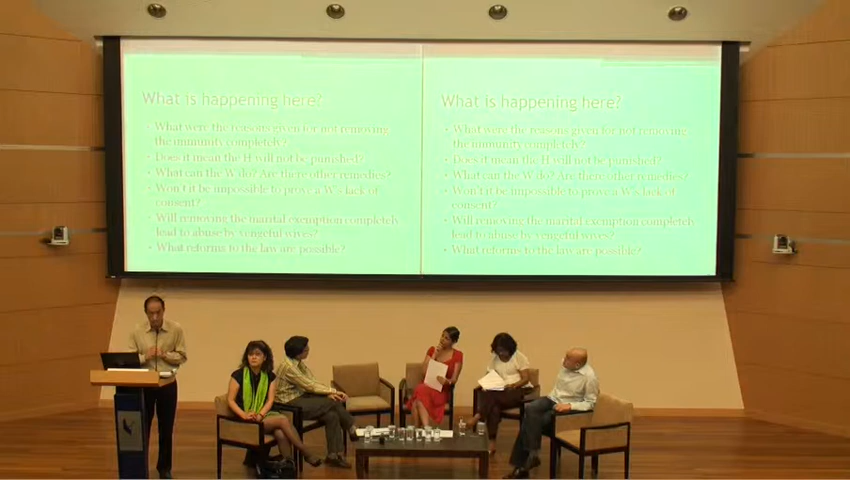 What is happening here?
• What were the reasons given for not removing
the immunity completely?
• Does it mean the H will not be punished?
• What can the W do? Are there other remedies?
• Won't it be impossible to prove a W's lack of
consent?
• Will removing the marital exemption completely
lead to abuse by vengeful wives?
• What reforms to the law are possible?
What is happening here?
• What were the reasons given for not removing
the immunity completely?
• Does it mean the H will not be punished?
• What can the W do? Are there other remedies?
• Won't it be impossible to prove a W's lack of
consent?
• Will removing the marital exemption completely
lead to abuse by vengeful wives?
• What reforms to the law are possible?